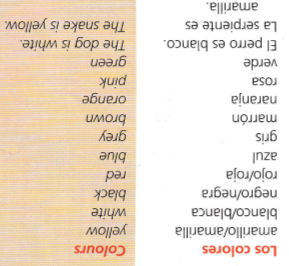 Los colores
Colours
amarillo/amarilla
yellow
blanco/blanca
white
negro/negra
black
rojo/roja
red
azul
blue
gris
grey
marrón
brown
naranja
orange
rosa
pink
verde
green
El perro es blanco.
The dog is white.
La serpiente es
amarilla.
The snake is yellow.